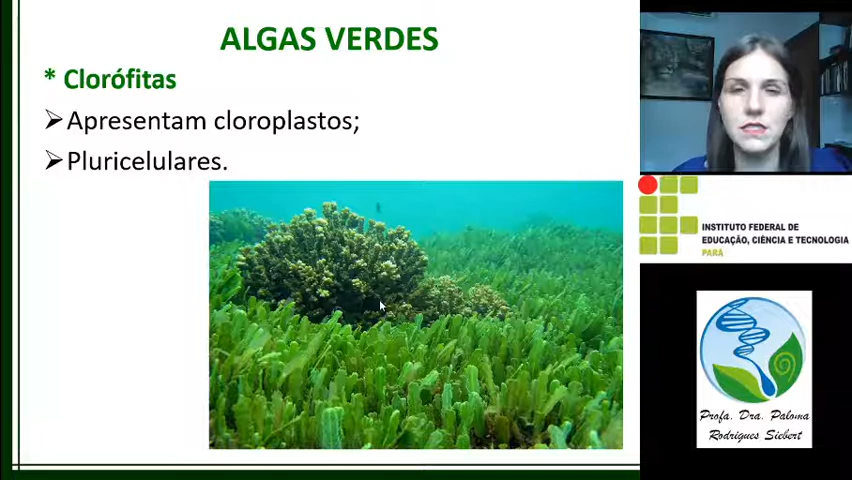 ALGAS VERDES
* Clorófitas
➢Apresentam cloroplastos;
➢Pluricelulares.
INSTITUTO FEDERAL DE
EDUCAÇÃO, CIÊNCIA E TECNOLOGIA
PARÁ
Profa. Dra. Paloma
Rodrigues Siebert